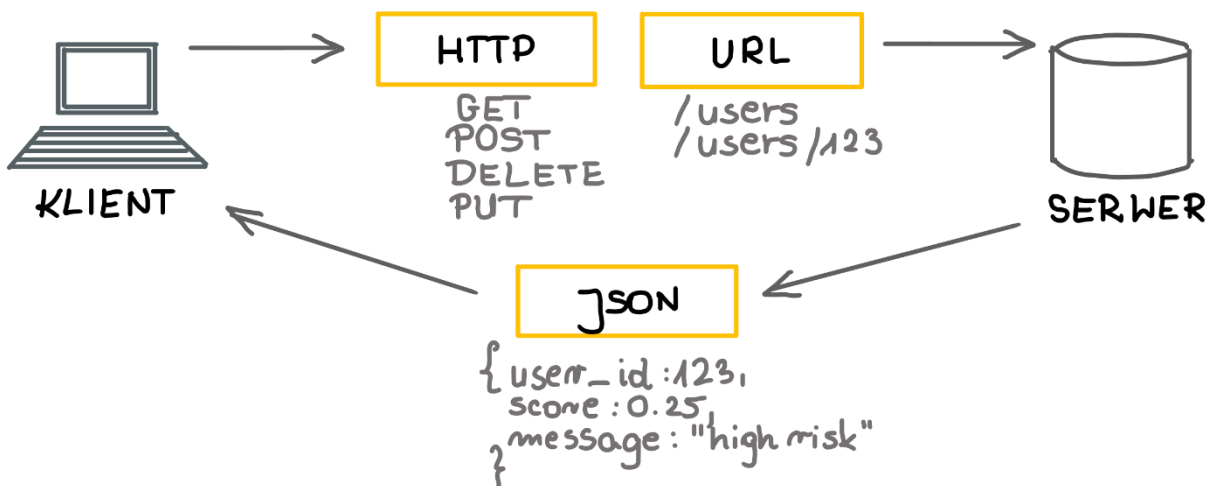 HTTP
URL
GET
POST
DELETE
PUT
/users
/users/123
KLIENT
SERWER
JSON
{ user_id : 123,
score : 0.25,
message : "high risk"
}